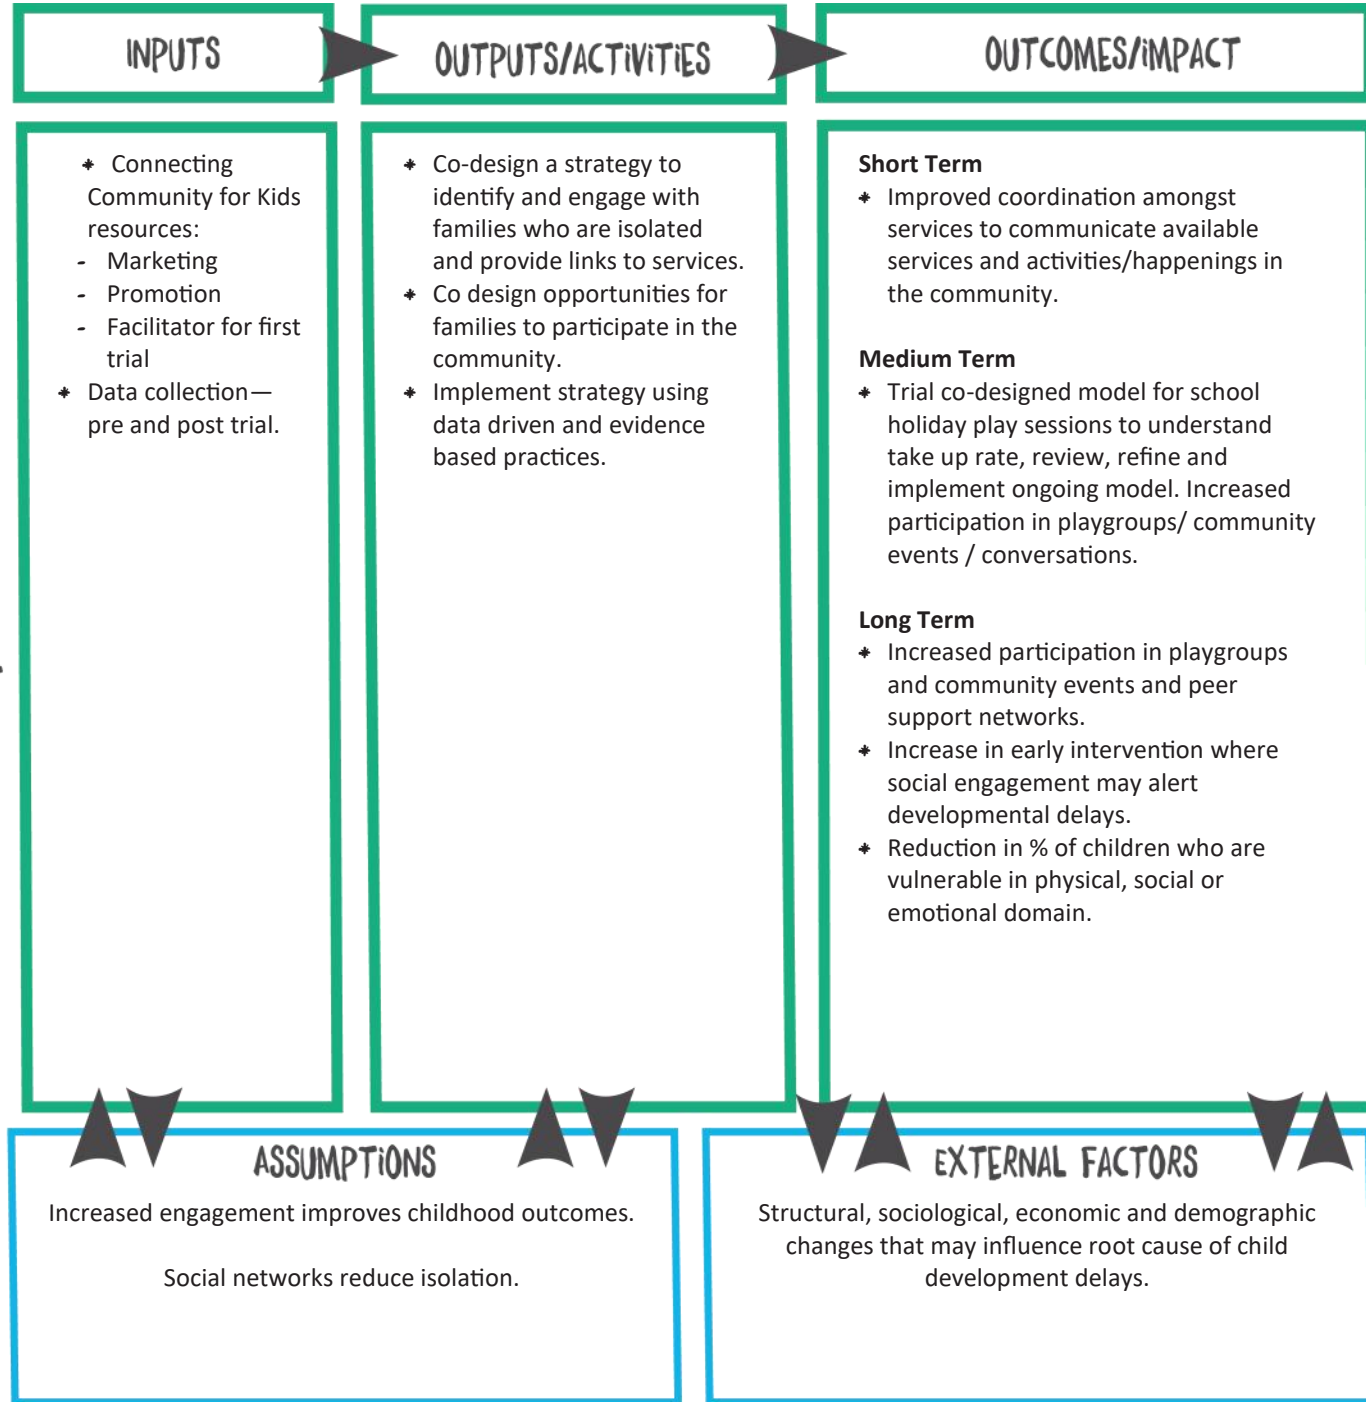 INPUTS
OUTPUTS/ACTiViTiES
OUTCOMES/iMPACT
Connecting
Community for Kids
resources:
- Marketing
- Promotion
- Facilitator for first
trial
Data collection—
pre and post trial.
Co-design a strategy to
identify and engage with
families who are isolated
and provide links to services.
Co design opportunities for
families to participate in the
community.
Implement strategy using
data driven and evidence
based practices.
Short Term
Improved coordination amongst
services to communicate available
services and activities/happenings in
the community.
Medium Term
Trial co-designed model for school
holiday play sessions to understand
take up rate, review, refine and
implement ongoing model. Increased
participation in playgroups/ community
events / conversations.
Long Term
Increased participation in playgroups
and community events and peer
support networks.
Increase in early intervention where
social engagement may alert
developmental delays.
Reduction in % of children who are
vulnerable in physical, social or
emotional domain.
ASSUMPTiONS
Increased engagement improves childhood outcomes.
Social networks reduce isolation.
EXTERNAL FACTORS
Structural, sociological, economic and demographic
changes that may influence root cause of child
development delays.